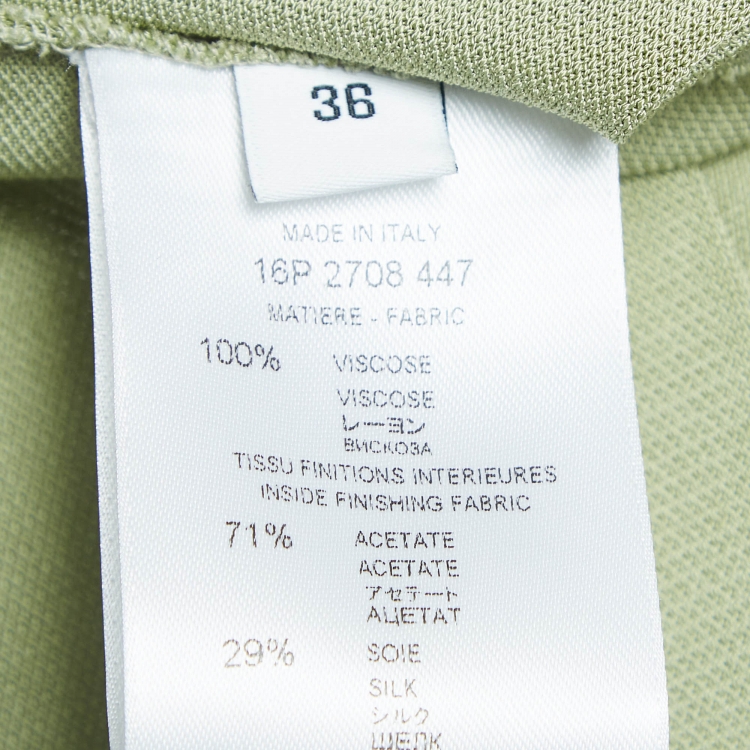 36
MADE IN ITALY
16P 2708 447
MATIERE - FABRIC
100% VISCOSE
VISCOSE
レーヨン
ВИСКОЗА
TISSU FINITIONS INTERIEURES
INSIDE FINISHING FABRIC
71% ACETATE
ACETATE
アセテート
АЦЕТАТ
29% SOIE
SILK
シルク
ШЕЛК